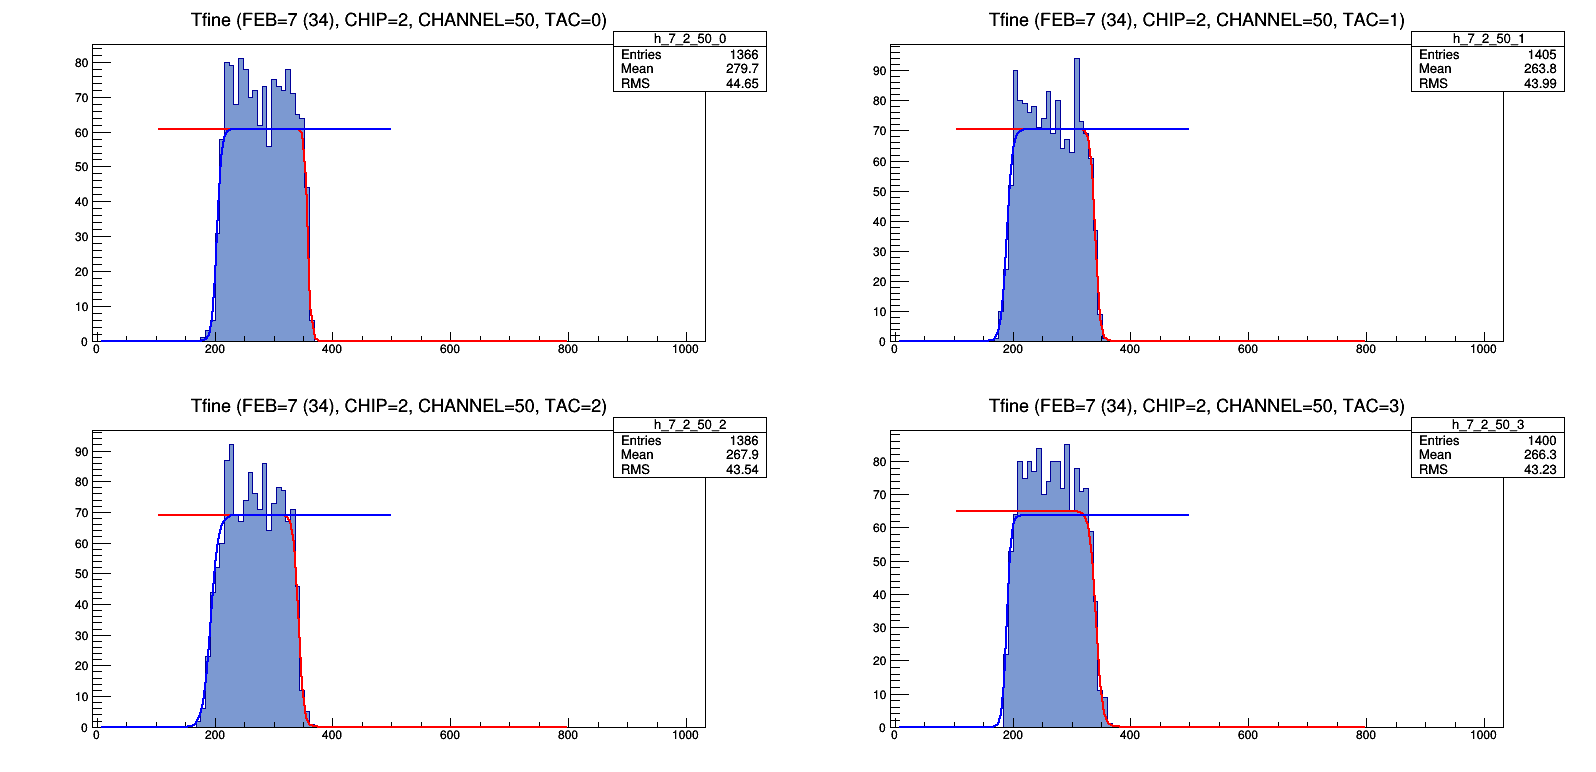 Tfine (FEB=7 (34), CHIP=2, CHANNEL=50, TAC=0)
h_7_2_50_0
Entries 1366
Mean 279.7
RMS 44.65
80
70
60
50
40
30
20
10
0
0 200 400 600 800 1000
Tfine (FEB=7 (34), CHIP=2, CHANNEL=50, TAC=1)
h_7_2_50_1
Entries 1405
Mean 263.8
RMS 43.99
90
80
70
60
50
40
30
20
10
0
0 200 400 600 800 1000
Tfine (FEB=7 (34), CHIP=2, CHANNEL=50, TAC=2)
h_7_2_50_2
Entries 1386
Mean 267.9
RMS 43.54
90
80
70
60
50
40
30
20
10
0
0 200 400 600 800 1000
Tfine (FEB=7 (34), CHIP=2, CHANNEL=50, TAC=3)
h_7_2_50_3
Entries 1400
Mean 266.3
RMS 43.23
80
70
60
50
40
30
20
10
0
0 200 400 600 800 1000